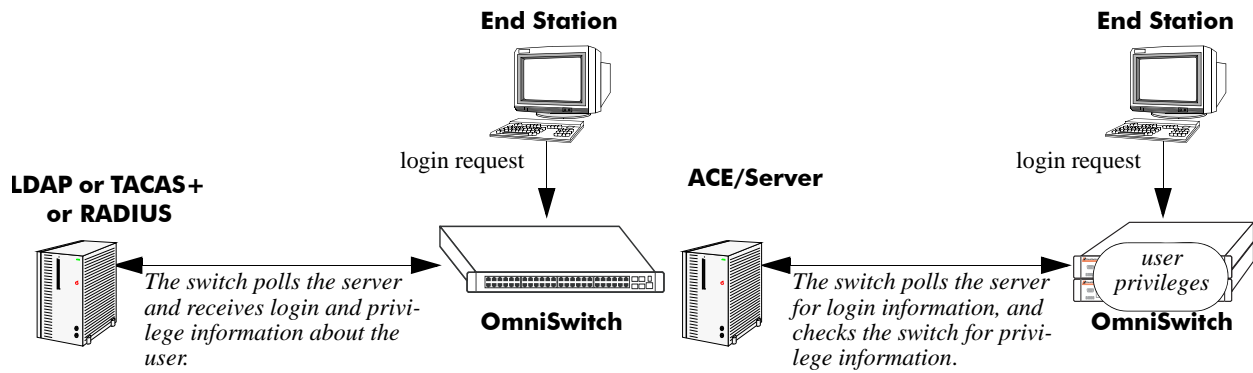 End Station
login request
LDAP or TACAS+
or RADIUS
The switch polls the server
and receives login and privi-
lege information about the
user.
OmniSwitch
End Station
login request
ACE/Server
The switch polls the server
for login information, and
checks the switch for privi-
lege information.
user
privileges
OmniSwitch